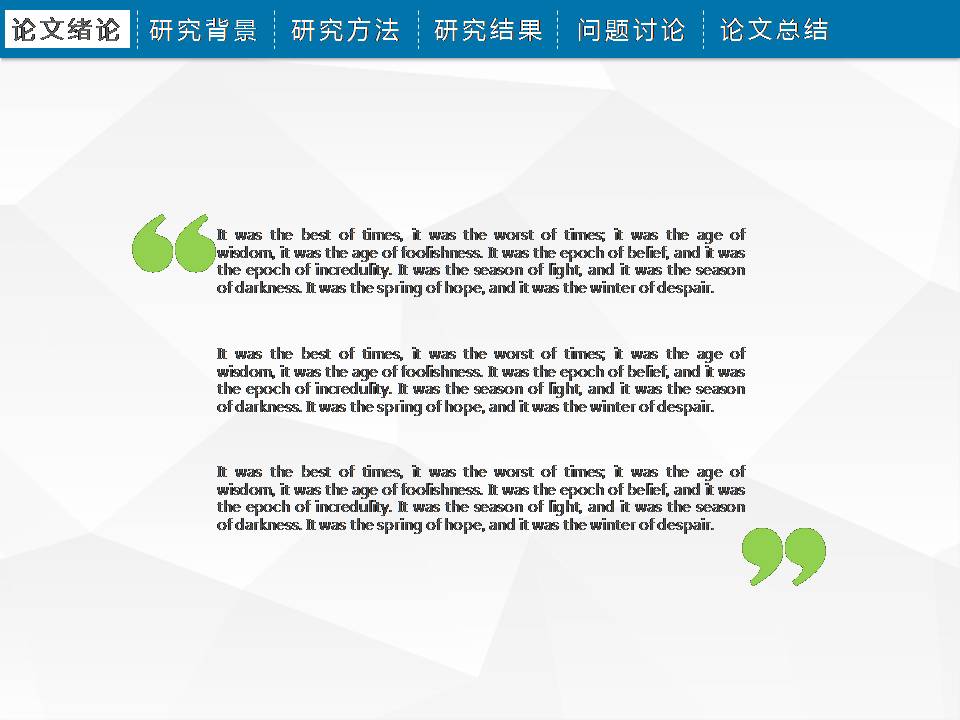 论文绪论 研究背景 研究方法 研究结果 问题讨论 论文总结
It was the best of times, it was the worst of times; it was the age of
wisdom, it was the age of foolishness. It was the epoch of belief, and it was
the epoch of incredulity. It was the season of light, and it was the season
of darkness. It was the spring of hope, and it was the winter of despair.
It was the best of times, it was the worst of times; it was the age of
wisdom, it was the age of foolishness. It was the epoch of belief, and it was
the epoch of incredulity. It was the season of light, and it was the season
of darkness. It was the spring of hope, and it was the winter of despair.
It was the best of times, it was the worst of times; it was the age of
wisdom, it was the age of foolishness. It was the epoch of belief, and it was
the epoch of incredulity. It was the season of light, and it was the season
of darkness. It was the spring of hope, and it was the winter of despair.